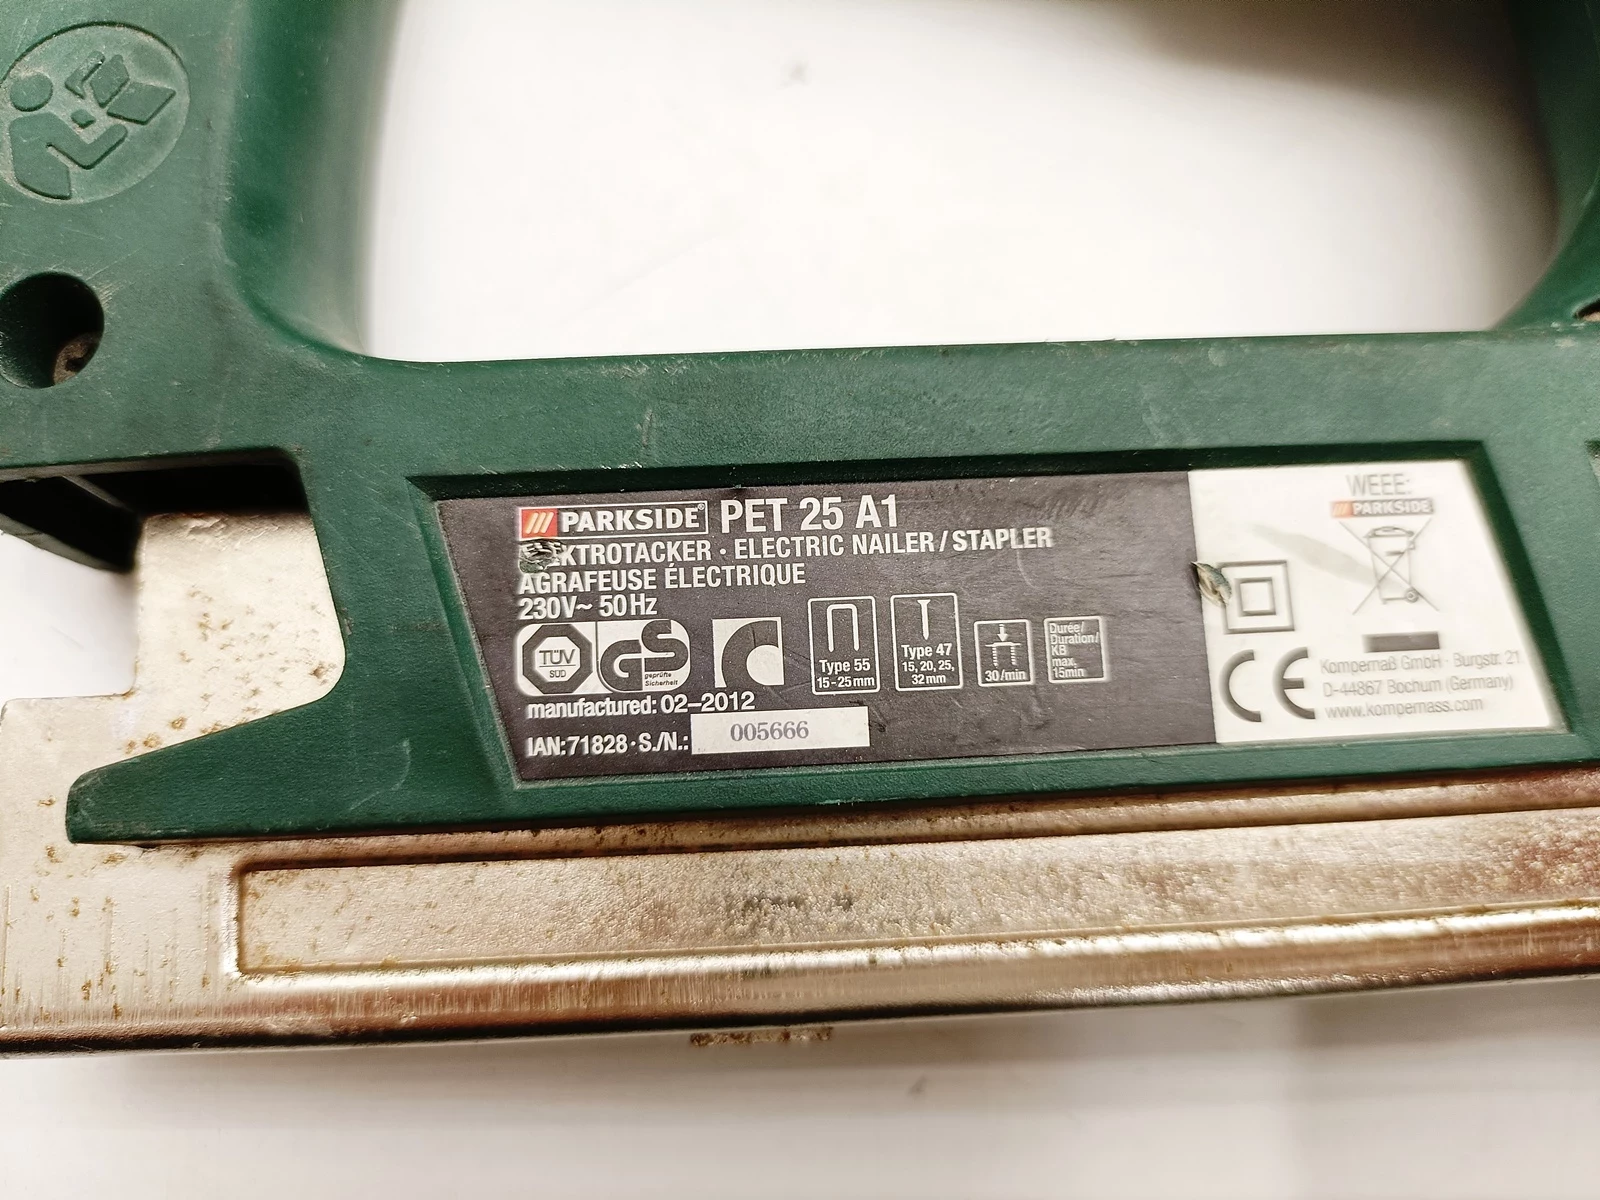 PARKSIDE® PET 25 A1
ELEKTROTACKER · ELECTRIC NAILER / STAPLER
AGRAFEUSE ÉLECTRIQUE
230V~ 50Hz
TÜV
SÜD
GS
geprüfte
Sicherheit
Type 55
15-25mm
Type 47
15, 20, 25,
32mm
30/min
Durée/
Duration/
KB
max.
15min
manufactured: 02–2012
IAN:71828·S./N.: 005666
WEEE:
PARKSIDE
CE
Kompernaß GmbH · Burgstr. 21
D-44867 Bochum (Germany)
www.kompernass.com